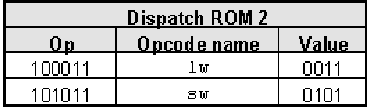 Dispatch ROM 2
Op Opcode name Value
100011 lw 0011
101011 sw 0101